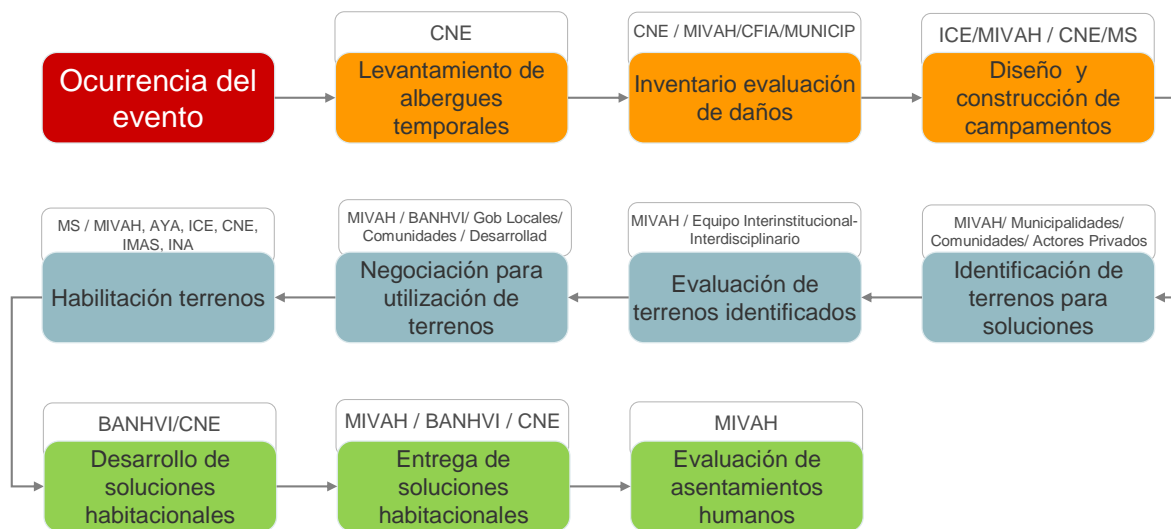 Ocurrencia del
evento
CNE
Levantamiento de
albergues
temporales
CNE / MIVAH/CFIA/MUNICIP
Inventario evaluación
de daños
ICE/MIVAH / CNE/MS
Diseño y
construcción de
campamentos
MIVAH/ Municipalidades/
Comunidades/ Actores Privados
Identificación de
terrenos para
soluciones
MIVAH / Equipo Interinstitucional-
Interdisciplinario
Evaluación de
terrenos identificados
MIVAH / BANHVI/ Gob Locales/
Comunidades / Desarrollad
Negociación para
utilización de
terrenos
MS / MIVAH, AYA, ICE, CNE,
IMAS, INA
Habilitación terrenos
BANHVI/CNE
Desarrollo de
soluciones
habitacionales
MIVAH / BANHVI / CNE
Entrega de
soluciones
habitacionales
MIVAH
Evaluación de
asentamientos
humanos